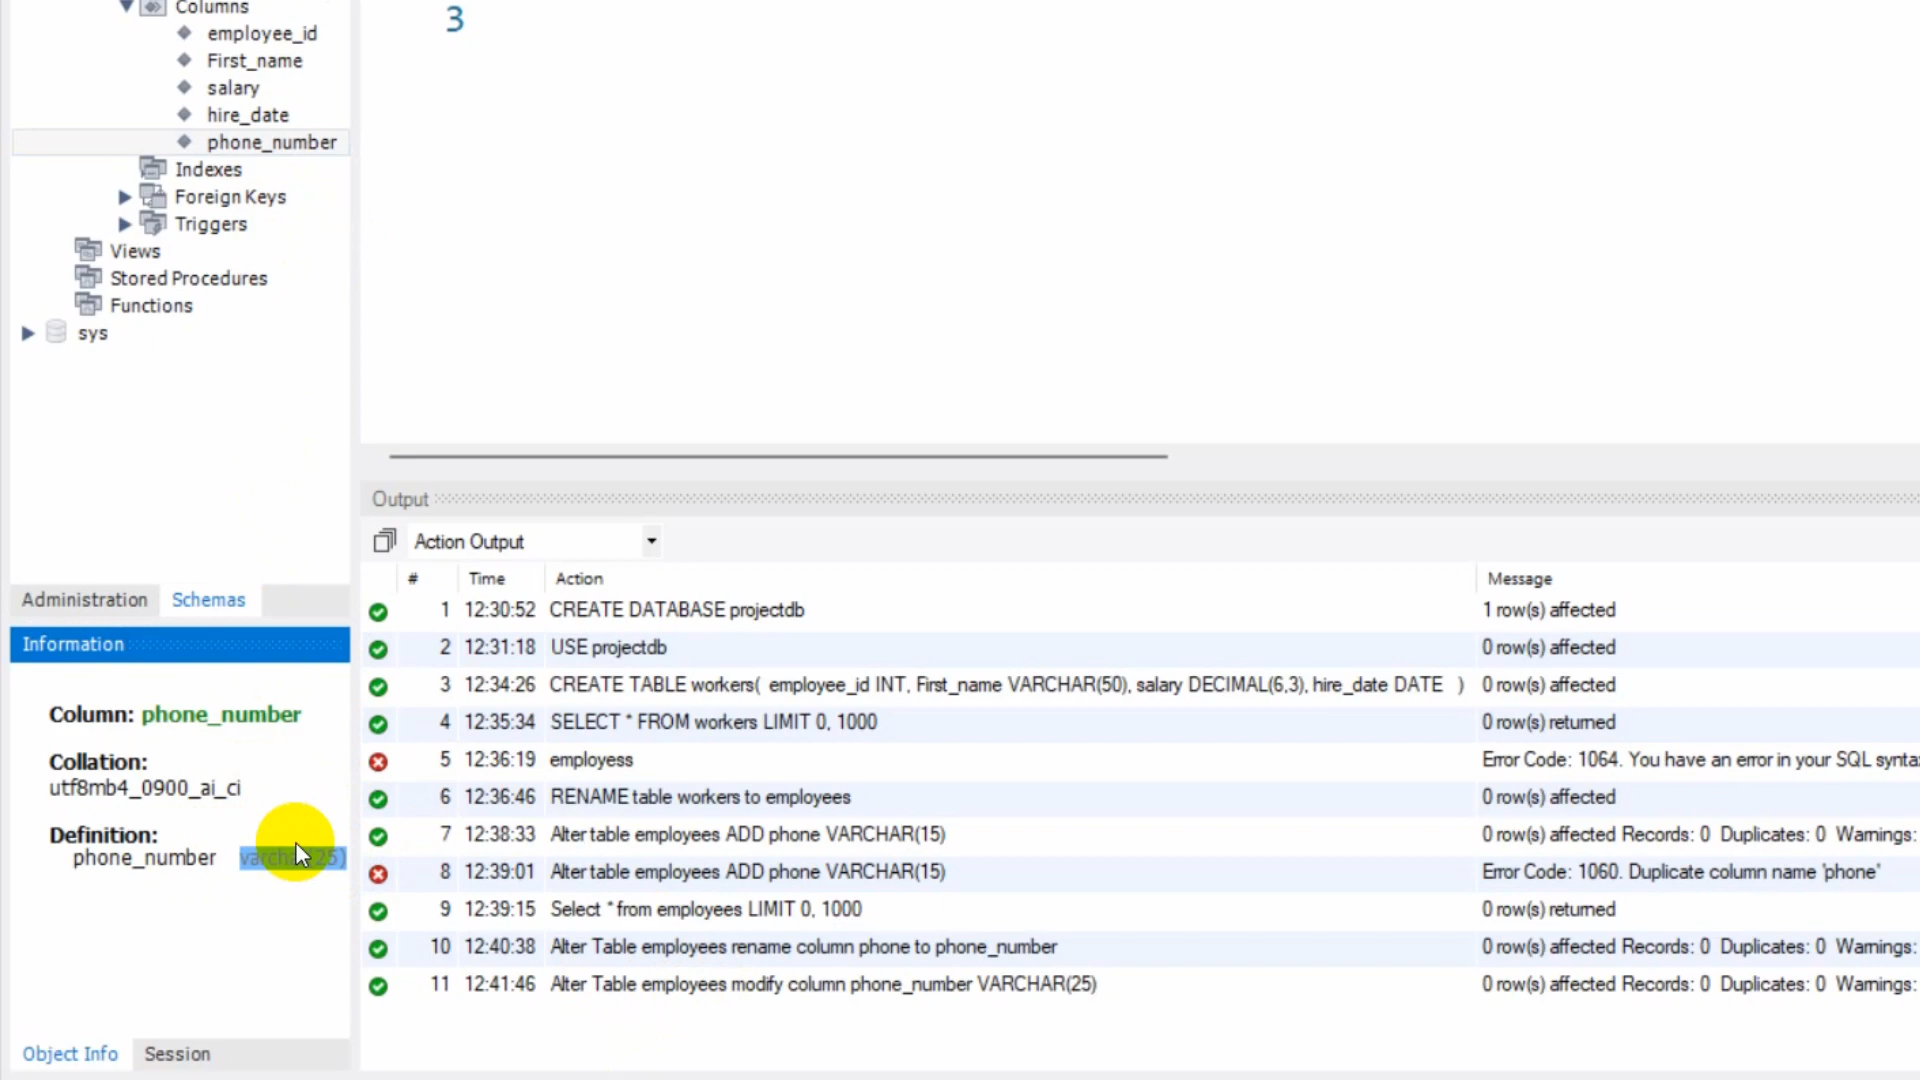 Columns
employee_id
First_name
salary
hire_date
phone_number
Indexes
Foreign Keys
Triggers
Views
Stored Procedures
Functions
sys
Administration Schemas
Information
Column: phone_number
Collation:
utf8mb4_0900_ai_ci
Definition:
phone_number varchar(25)
Object Info Session
3
Output
Action Output
# Time Action Message
1 12:30:52 CREATE DATABASE projectdb 1 row(s) affected
2 12:31:18 USE projectdb 0 row(s) affected
3 12:34:26 CREATE TABLE workers( employee_id INT, First_name VARCHAR(50), salary DECIMAL(6,3), hire_date DATE ) 0 row(s) affected
4 12:35:34 SELECT * FROM workers LIMIT 0, 1000 0 row(s) returned
5 12:36:19 employess Error Code: 1064. You have an error in your SQL synta
6 12:36:46 RENAME table workers to employees 0 row(s) affected
7 12:38:33 Alter table employees ADD phone VARCHAR(15) 0 row(s) affected Records: 0 Duplicates: 0 Warnings:
8 12:39:01 Alter table employees ADD phone VARCHAR(15) Error Code: 1060. Duplicate column name 'phone'
9 12:39:15 Select * from employees LIMIT 0, 1000 0 row(s) returned
10 12:40:38 Alter Table employees rename column phone to phone_number 0 row(s) affected Records: 0 Duplicates: 0 Warnings:
11 12:41:46 Alter Table employees modify column phone_number VARCHAR(25) 0 row(s) affected Records: 0 Duplicates: 0 Warnings: